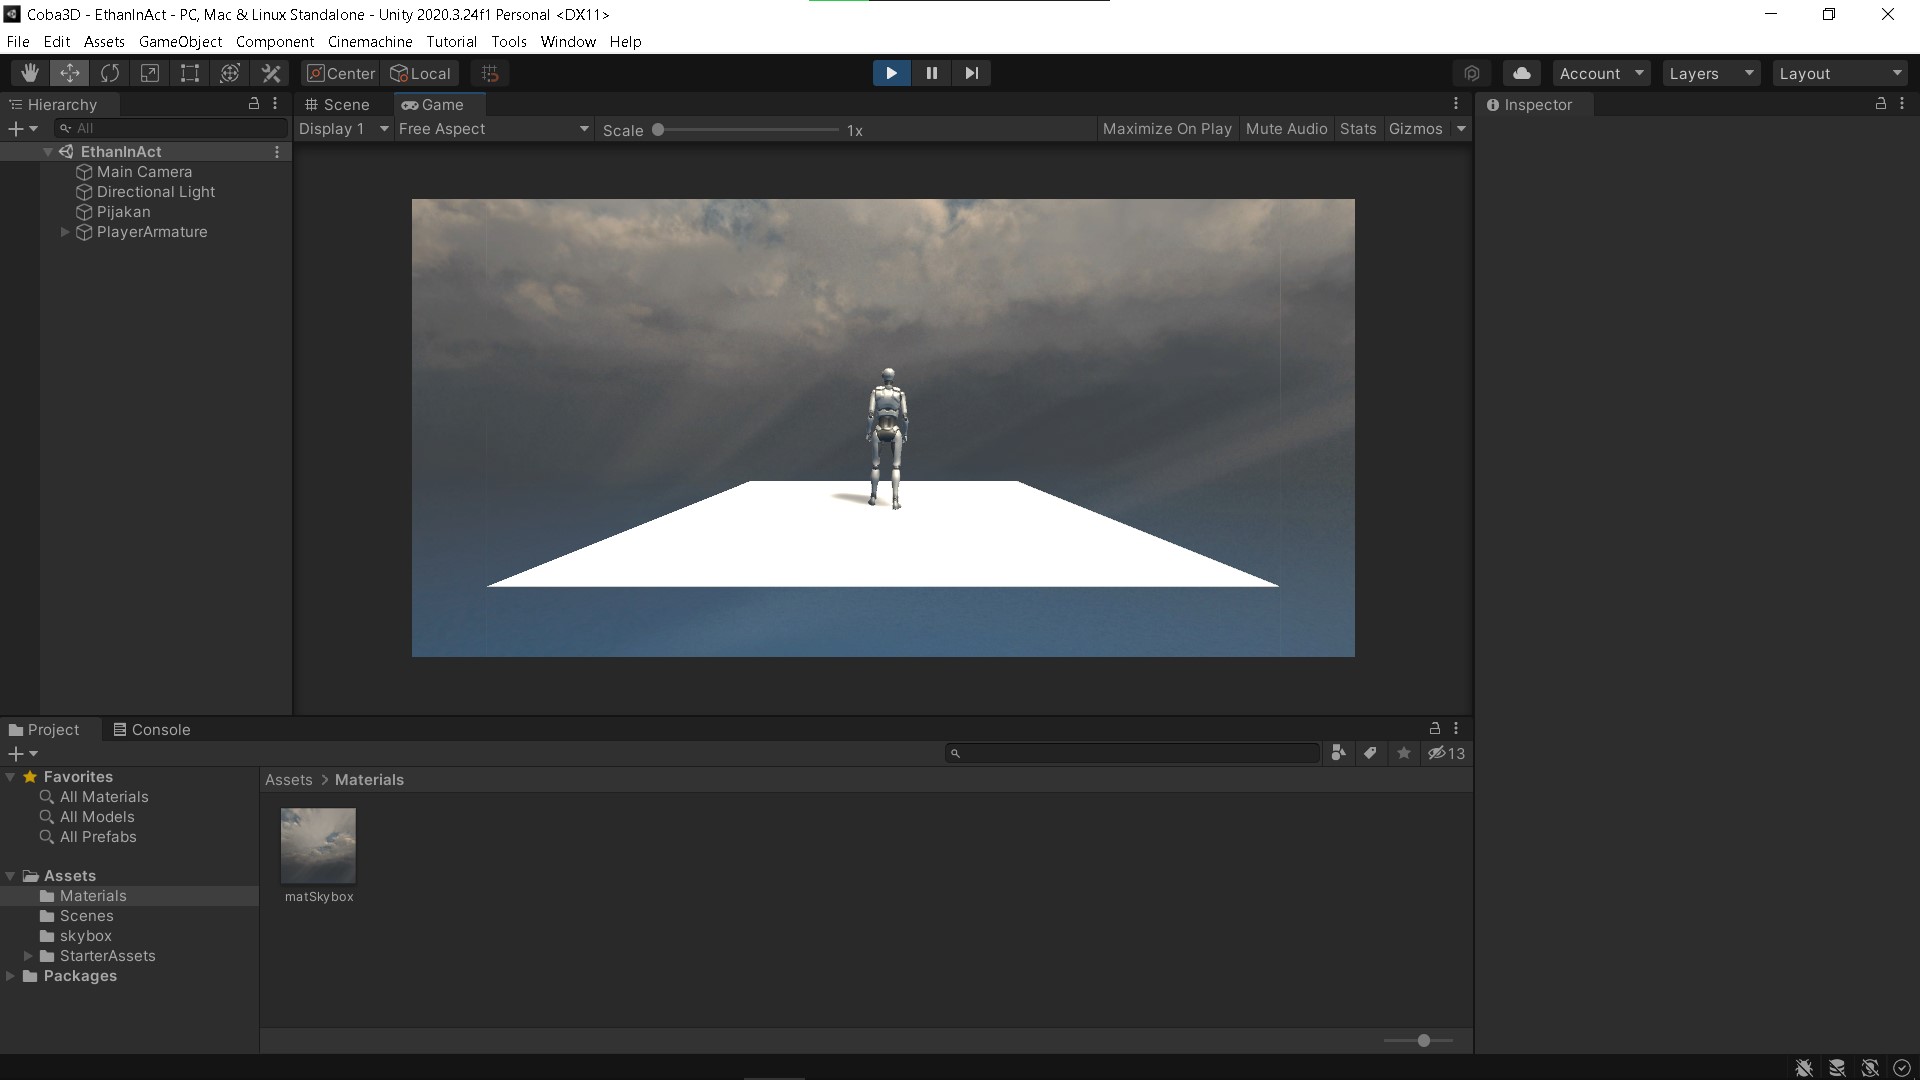 Coba3D - EthanInAct - PC, Mac & Linux Standalone - Unity 2020.3.24f1 Personal <DX11>
File Edit Assets GameObject Component Cinemachine Tutorial Tools Window Help
Center Local Account Layers Layout
Hierarchy Scene Game Inspector
All Display 1 Free Aspect Scale 1x Maximize On Play Mute Audio Stats Gizmos
EthanInAct
Main Camera
Directional Light
Pijakan
PlayerArmature
Project Console
13
Favorites
Assets > Materials
All Materials
All Models
All Prefabs
Assets
Materials
matSkybox
Scenes
skybox
StarterAssets
Packages